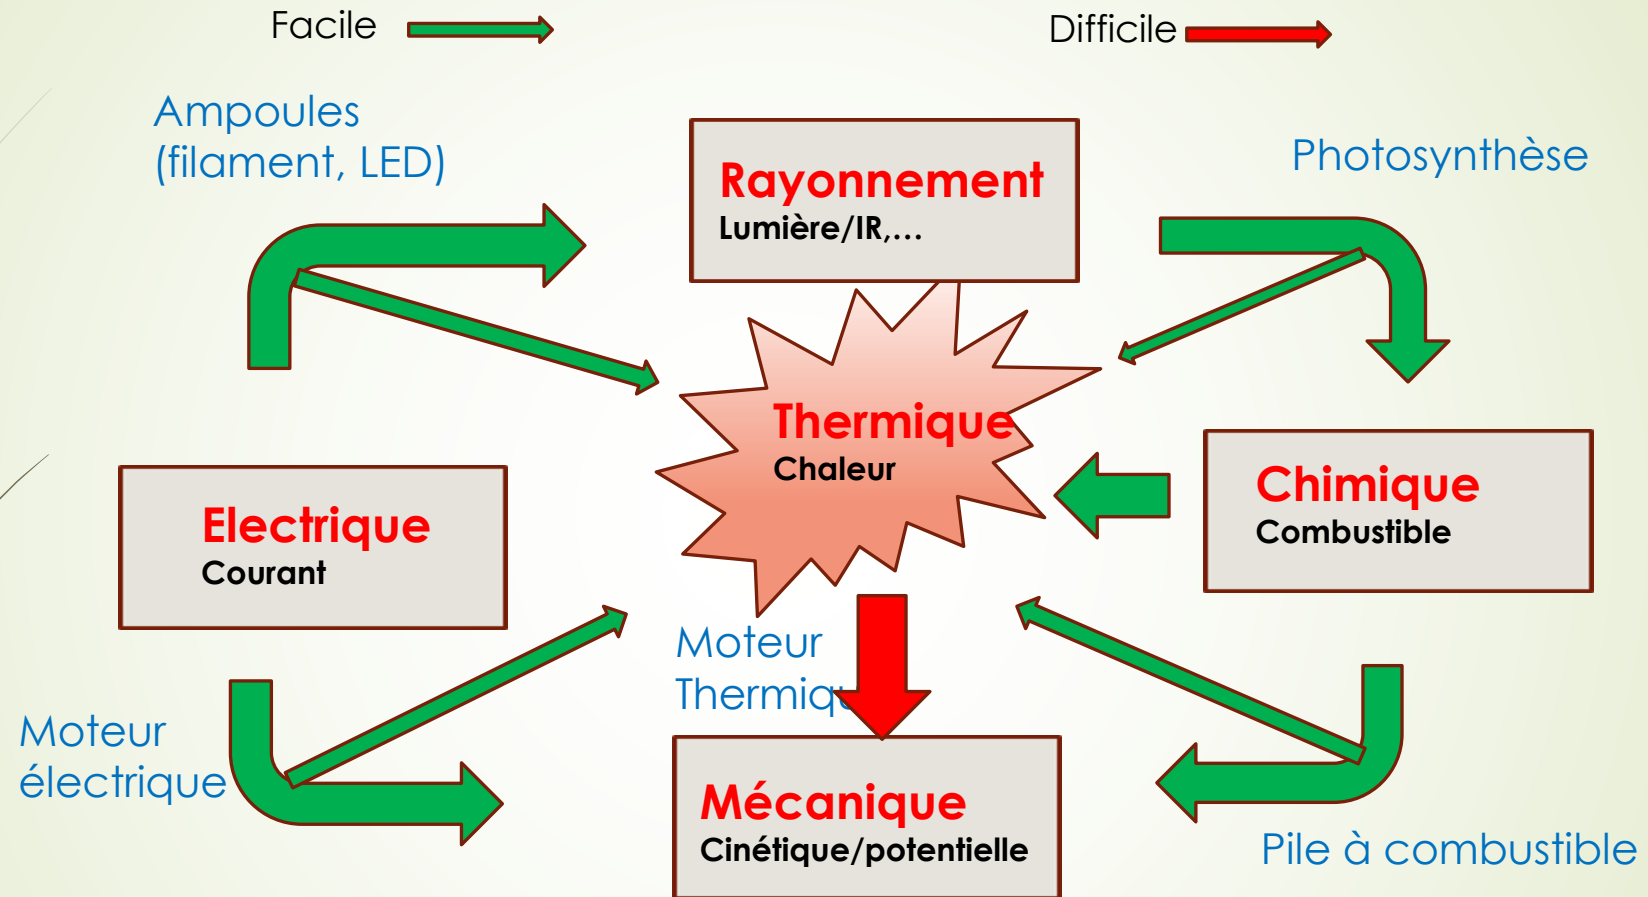 Facile
Difficile
Ampoules
(filament, LED)
Rayonnement
Lumière/IR,...
Photosynthèse
Thermique
Chaleur
Electrique
Courant
Chimique
Combustible
Moteur
Thermiqu
Moteur
électrique
Mécanique
Cinétique/potentielle
Pile à combustible